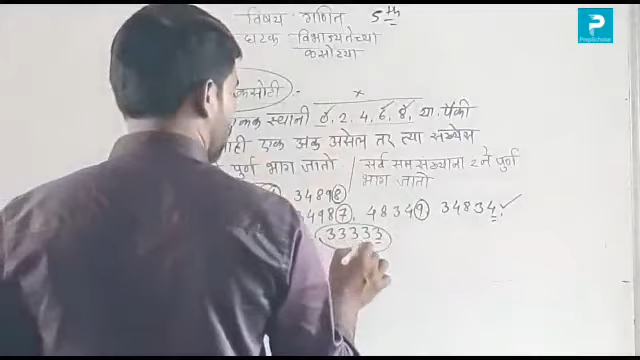 विषय - गणित 5th
घटक विभाज्यतेच्या
कसोट्या
कसोटी :-
एकक स्थानी 0, 2, 4, 6, 8, या पैकी
एक अंक असेल तर त्या संख्येस
पुर्ण भाग जातो
सर्व सम संख्यांना 2 ने पुर्ण
भाग जातो
34898
34987, 48349, 34834 ✓
33333
PrepScholar